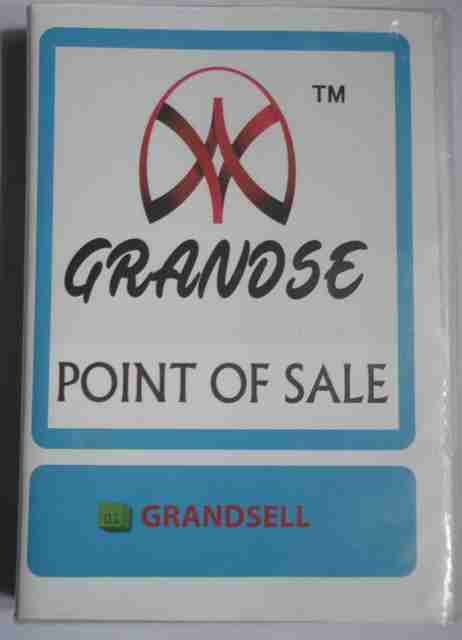 TM
GRANDSE
POINT OF SALE
GRANDSELL